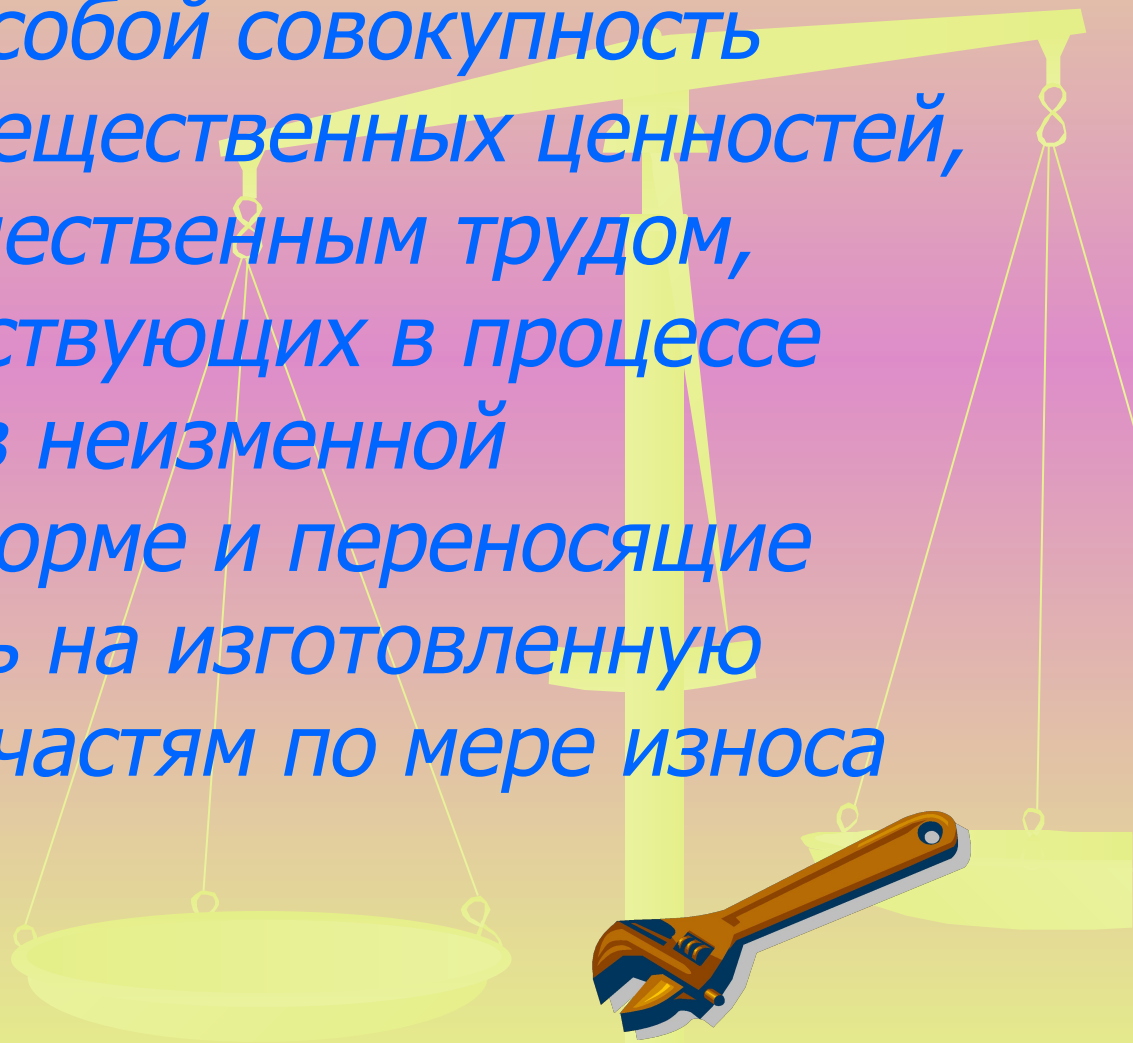 собой совокупность
ещественных ценностей,
ественным трудом,
ствующих в процессе
в неизменной
орме и переносящие
ь на изготовленную
частям по мере износа